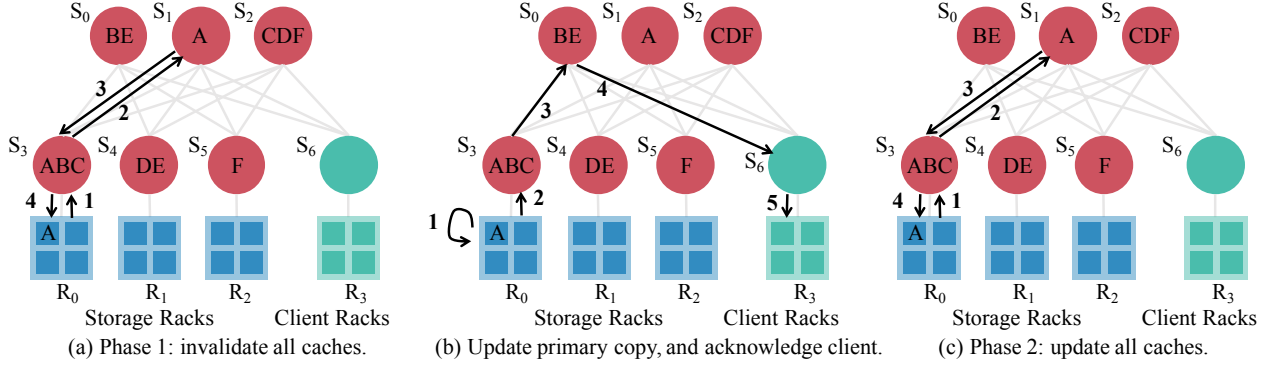 S0 BE S1 A S2 CDF
3
2
S3 ABC S4 DE S5 F S6
4 1
A
R0 R1 R2 R3
Storage Racks Client Racks
(a) Phase 1: invalidate all caches.
S0 BE S1 A S2 CDF
4
3
S3 ABC S4 DE S5 F S6
1 2 5
A
R0 R1 R2 R3
Storage Racks Client Racks
(b) Update primary copy, and acknowledge client.
S0 BE S1 A S2 CDF
3
2
S3 ABC S4 DE S5 F S6
4 1
A
R0 R1 R2 R3
Storage Racks Client Racks
(c) Phase 2: update all caches.